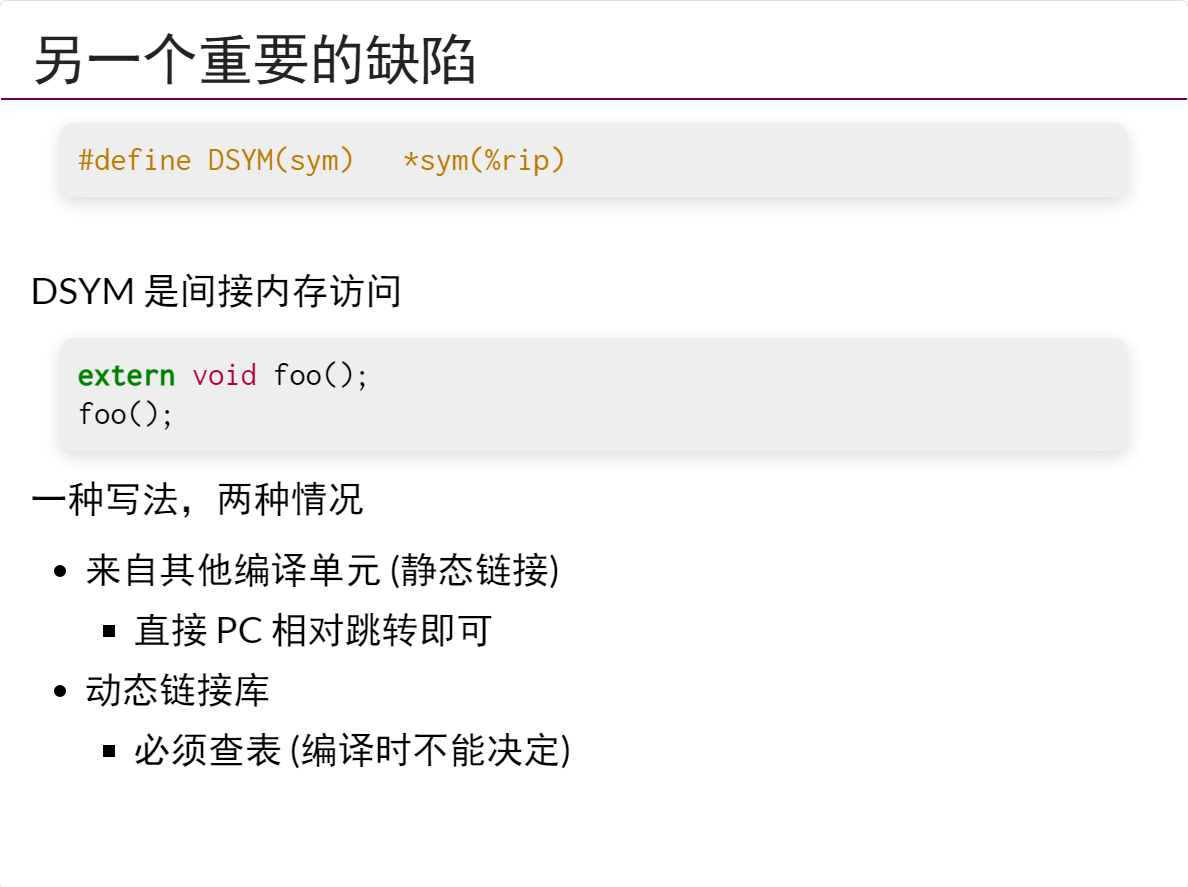 另一个重要的缺陷
#define DSYM(sym)   *sym(%rip)
DSYM 是间接内存访问
extern void foo();
foo();
一种写法，两种情况
• 来自其他编译单元 (静态链接)
▪ 直接 PC 相对跳转即可
• 动态链接库
▪ 必须查表 (编译时不能决定)